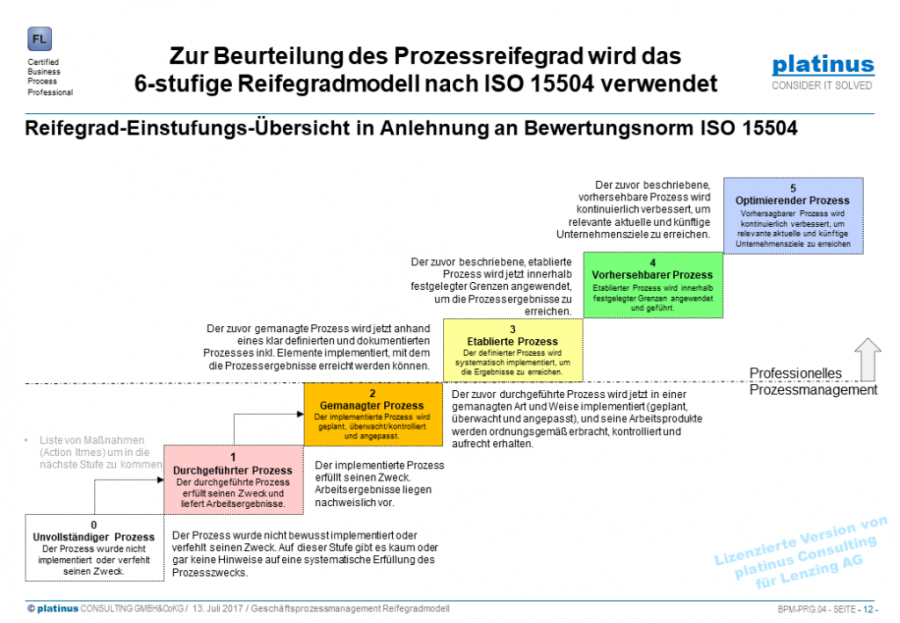 FL
Certified
Business
Process
Professional
Zur Beurteilung des Prozessreifegrad wird das
6-stufige Reifegradmodell nach ISO 15504 verwendet
platinus
CONSIDER IT SOLVED
Reifegrad-Einstufungs-Übersicht in Anlehnung an Bewertungsnorm ISO 15504
Der zuvor beschriebene,
vorhersehbare Prozess wird
kontinuierlich verbessert, um
relevante aktuelle und künftige
Unternehmensziele zu erreichen.
5
Optimierender Prozess
Vorhersagbarer Prozess wird
kontinuierlich verbessert, um
relevante aktuelle und künftige
Unternehmensziele zu erreichen
Der zuvor beschriebene, etablierte
Prozess wird jetzt innerhalb
festgelegter Grenzen angewendet,
um die Prozessergebnisse zu
erreichen.
4
Vorhersehbarer Prozess
Etablierter Prozess wird innerhalb
festgelegter Grenzen angewendet
und geführt.
Der zuvor gemanagte Prozess wird jetzt anhand
eines klar definierten und dokumentierten
Prozesses inkl. Elemente implementiert, mit dem
die Prozessergebnisse erreicht werden können.
3
Etablierte Prozess
Der definierter Prozess wird
systematisch implementiert, um
die Ergebnisse zu erreichen.
Professionelles
Prozessmanagement
2
Gemanagter Prozess
Der implementierte Prozess wird
geplant, überwacht/kontrolliert
und angepasst.
Der zuvor durchgeführte Prozess wird jetzt in einer
gemanagten Art und Weise implementiert (geplant,
überwacht und angepasst), und seine Arbeitsprodukte
werden ordnungsgemäß erbracht, kontrolliert und
aufrecht erhalten.
• Liste von Maßnahmen
(Action Itmes) um in die
nächste Stufe zu kommen
1
Durchgeführter Prozess
Der durchgeführte Prozess
erfüllt seinen Zweck und
liefert Arbeitsergebnisse.
Der implementierte Prozess
erfüllt seinen Zweck.
Arbeitsergebnisse liegen
nachweislich vor.
0
Unvollständiger Prozess
Der Prozess wurde nicht
implementiert oder verfehlt
seinen Zweck.
Der Prozess wurde nicht bewusst implementiert oder
verfehlt seinen Zweck. Auf dieser Stufe gibt es kaum oder
gar keine Hinweise auf eine systematische Erfüllung des
Prozesszwecks.
Lizenzierte Version von
platinus Consulting
für Lenzing AG
© platinus CONSULTING GMBH&CoKG / 13. Juli 2017 / Geschäftsprozessmanagement Reifegradmodell
BPM-PRG.04 - SEITE - 12 -